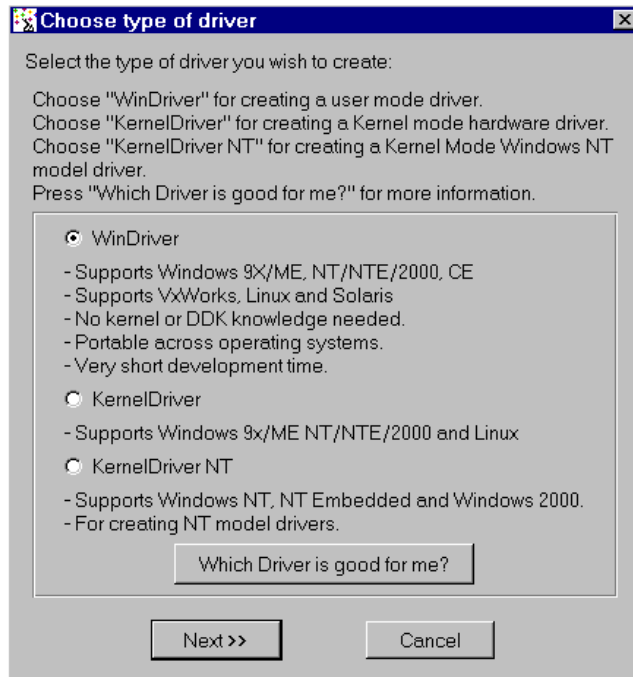 Choose type of driver
Select the type of driver you wish to create:
Choose "WinDriver" for creating a user mode driver.
Choose "KernelDriver" for creating a Kernel mode hardware driver.
Choose "KernelDriver NT" for creating a Kernel Mode Windows NT
model driver.
Press "Which Driver is good for me?" for more information.
WinDriver
- Supports Windows 9X/ME, NT/NTE/2000, CE
- Supports VxWorks, Linux and Solaris
- No kernel or DDK knowledge needed.
- Portable across operating systems.
- Very short development time.
KernelDriver
- Supports Windows 9x/ME NT/NTE/2000 and Linux
KernelDriver NT
- Supports Windows NT, NT Embedded and Windows 2000.
- For creating NT model drivers.
Which Driver is good for me?
Next >>
Cancel